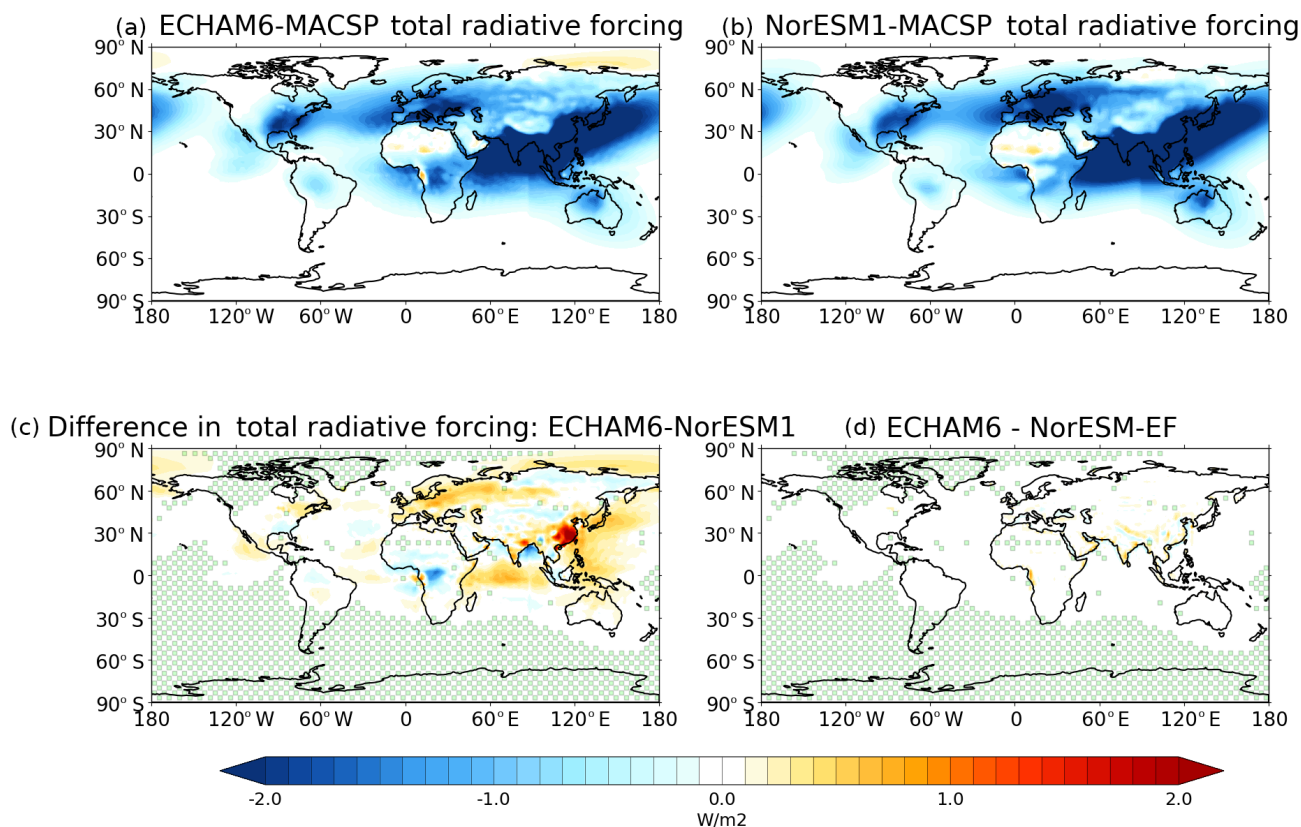 (a) ECHAM6-MACSP total radiative forcing
90° N
60° N
30° N
0
30° S
60° S
90° S
180 120° W 60° W 0 60° E 120° E 180
(b) NorESM1-MACSP total radiative forcing
90° N
60° N
30° N
0
30° S
60° S
90° S
180 120° W 60° W 0 60° E 120° E 180
(c) Difference in total radiative forcing: ECHAM6-NorESM1
90° N
60° N
30° N
0
30° S
60° S
90° S
180 120° W 60° W 0 60° E 120° E 180
(d) ECHAM6 - NorESM-EF
90° N
60° N
30° N
0
30° S
60° S
90° S
180 120° W 60° W 0 60° E 120° E 180
-2.0 -1.0 0.0 1.0 2.0
W/m2